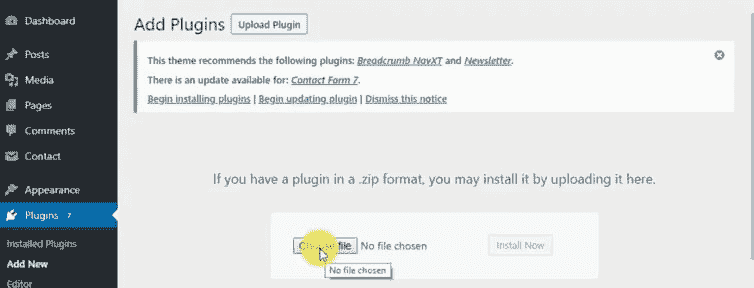 Dashboard
Posts
Media
Pages
Comments
Contact
Appearance
Plugins 7
Installed Plugins
Add New
Editor
Add Plugins Upload Plugin
This theme recommends the following plugins: Breadcrumb NavXT and Newsletter.
There is an update available for: Contact Form 7.
Begin installing plugins | Begin updating plugin | Dismiss this notice
If you have a plugin in a .zip format, you may install it by uploading it here.
file No file chosen Install Now
No file chosen